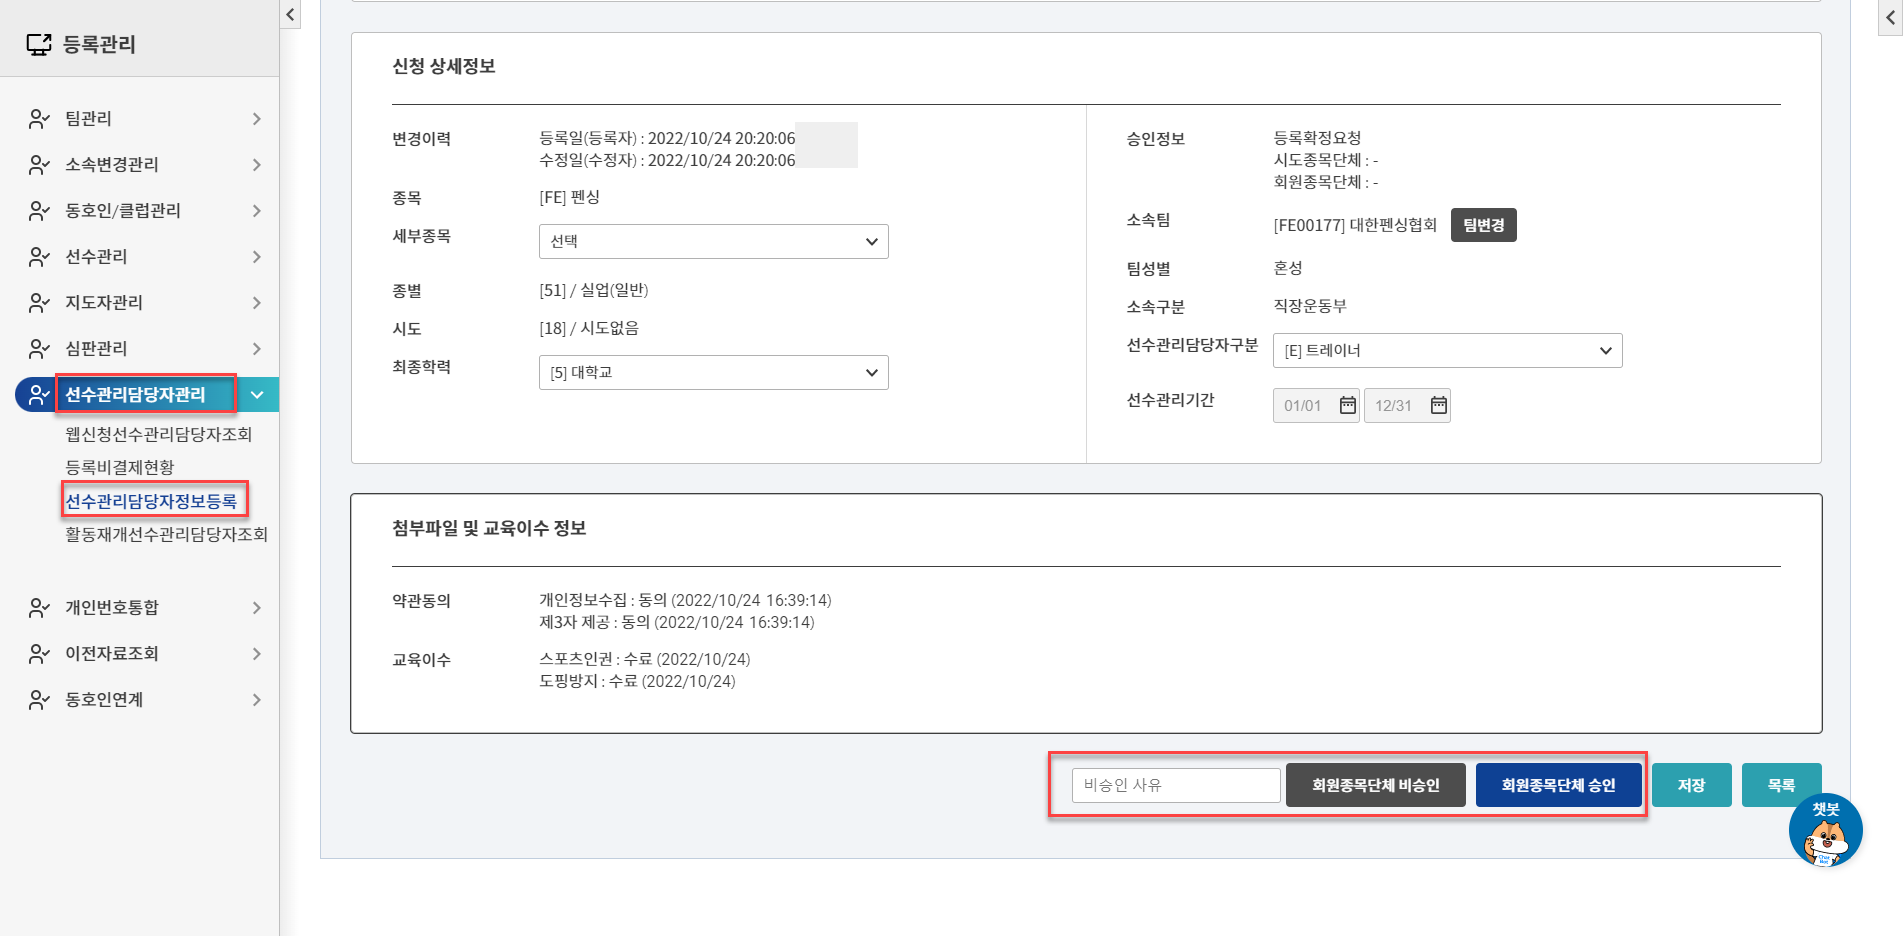 등록관리
팀관리
소속변경관리
동호인/클럽관리
선수관리
지도자관리
심판관리
선수관리담당자관리
웹신청선수관리담당자조회
등록비결제현황
선수관리담당자정보등록
활동재개선수관리담당자조회
개인번호통합
이전자료조회
동호인연계
신청 상세정보
변경이력
등록일(등록자) : 2022/10/24 20:20:06
수정일(수정자) : 2022/10/24 20:20:06
종목
[FE] 펜싱
세부종목
선택
종별
[51] / 실업(일반)
시도
[18] / 시도없음
최종학력
[5] 대학교
승인정보
등록확정요청
시도종목단체 : -
회원종목단체 : -
소속팀
[FE00177] 대한펜싱협회 팀변경
팀성별
혼성
소속구분
직장운동부
선수관리담당자구분
[E] 트레이너
선수관리기간
01/01 12/31
첨부파일 및 교육이수 정보
약관동의
개인정보수집 : 동의 (2022/10/24 16:39:14)
제3자 제공 : 동의 (2022/10/24 16:39:14)
교육이수
스포츠인권 : 수료 (2022/10/24)
도핑방지 : 수료 (2022/10/24)
비승인 사유 회원종목단체 비승인 회원종목단체 승인 저장 목록
챗봇
Chat
Bot